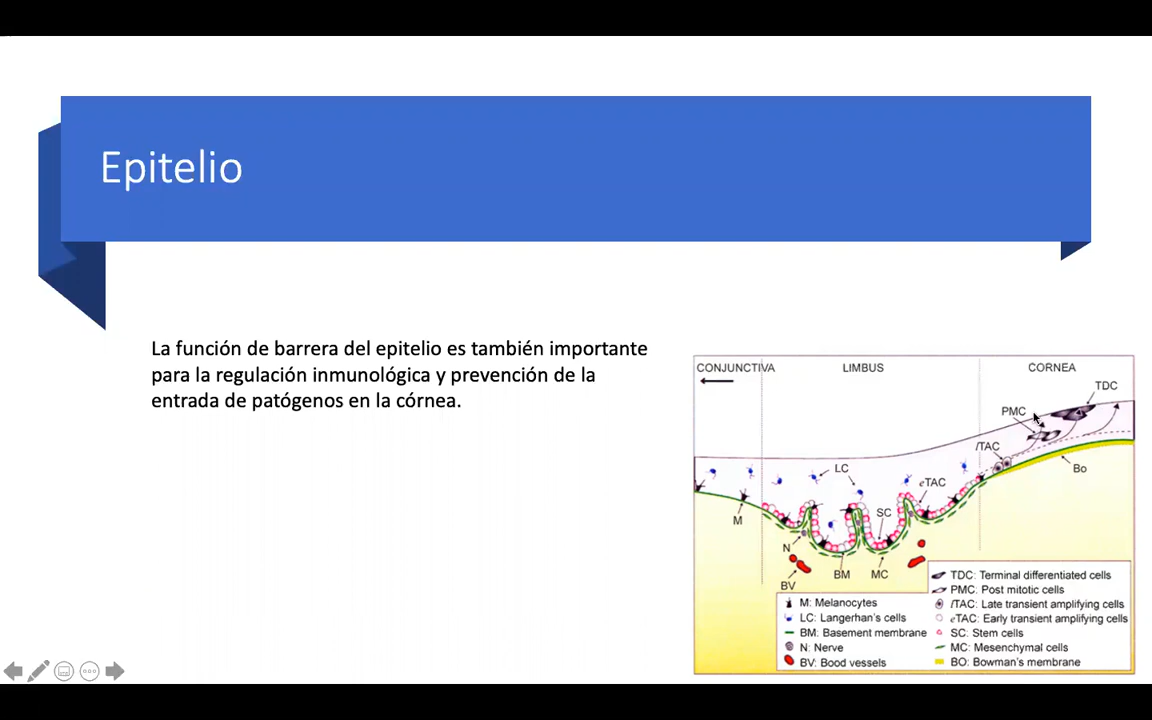 Epitelio
La función de barrera del epitelio es también importante
para la regulación inmunológica y prevención de la
entrada de patógenos en la córnea.
CONJUNCTIVA
LIMBUS
CORNEA
TDC
PMC
lTAC
Bo
LC
eTAC
M
SC
N
BV
BM
MC
TDC: Terminal differentiated cells
PMC: Post mitotic cells
lTAC: Late transient amplifying cells
eTAC: Early transient amplifying cells
SC: Stem cells
MC: Mesenchymal cells
BO: Bowman's membrane
M: Melanocytes
LC: Langerhan's cells
BM: Basement membrane
N: Nerve
BV: Bood vessels